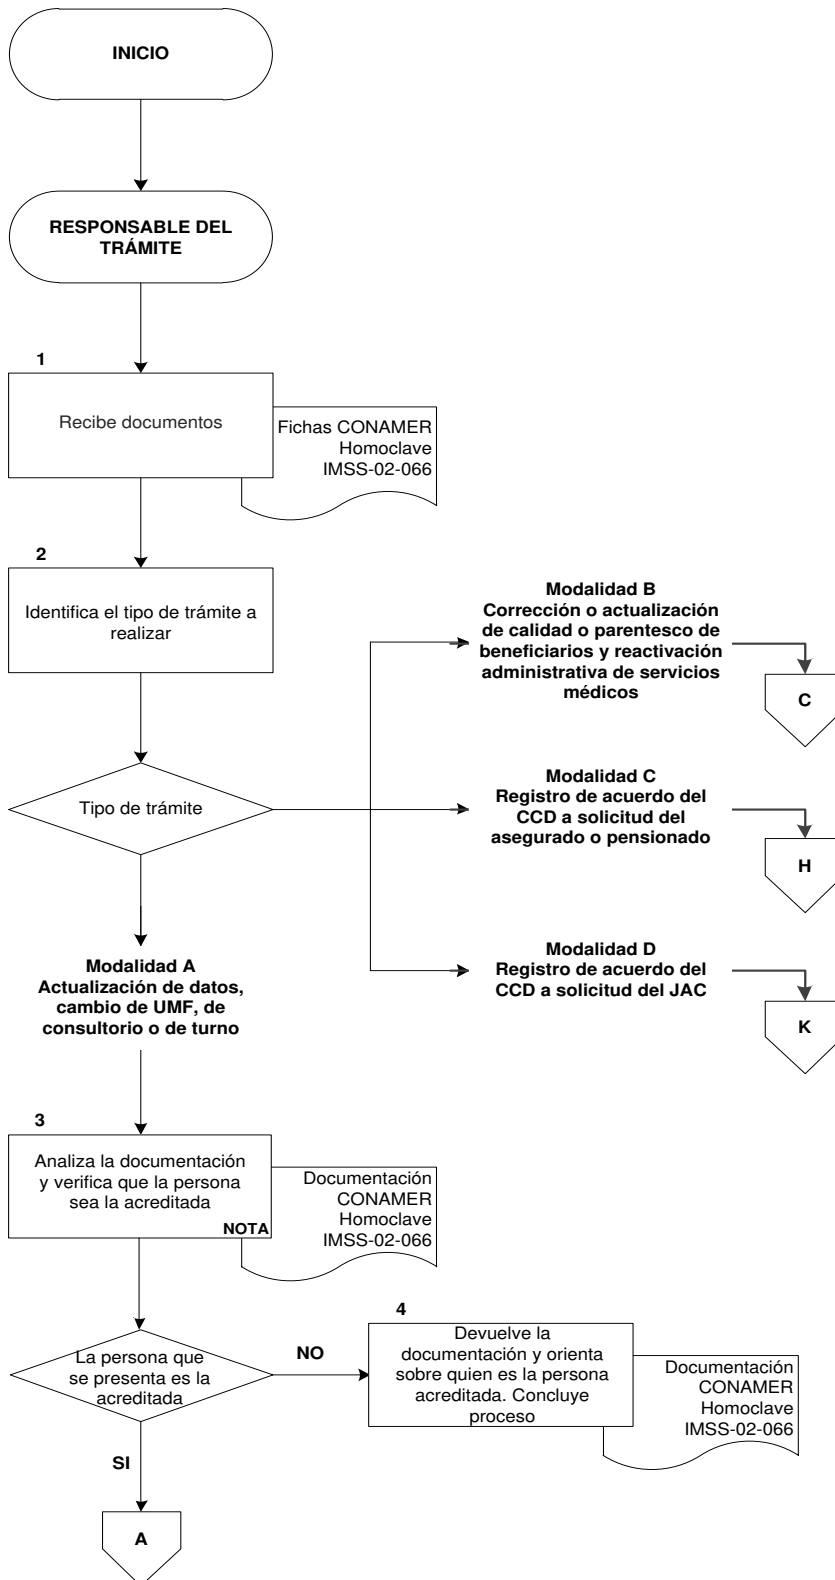 INICIO
RESPONSABLE DEL
TRÁMITE
1
Recibe documentos
Fichas CONAMER
Homoclave
IMSS-02-066
2
Identifica el tipo de trámite a
realizar
Tipo de trámite
Modalidad B
Corrección o actualización
de calidad o parentesco de
beneficiarios y reactivación
administrativa de servicios
médicos
C
Modalidad C
Registro de acuerdo del
CCD a solicitud del
asegurado o pensionado
H
Modalidad D
Registro de acuerdo del
CCD a solicitud del JAC
K
Modalidad A
Actualización de datos,
cambio de UMF, de
consultorio o de turno
3
Analiza la documentación
y verifica que la persona
sea la acreditada
NOTA
Documentación
CONAMER
Homoclave
IMSS-02-066
La persona que
se presenta es la
acreditada
NO
4
Devuelve la
documentación y orienta
sobre quien es la persona
acreditada. Concluye
proceso
Documentación
CONAMER
Homoclave
IMSS-02-066
SI
A